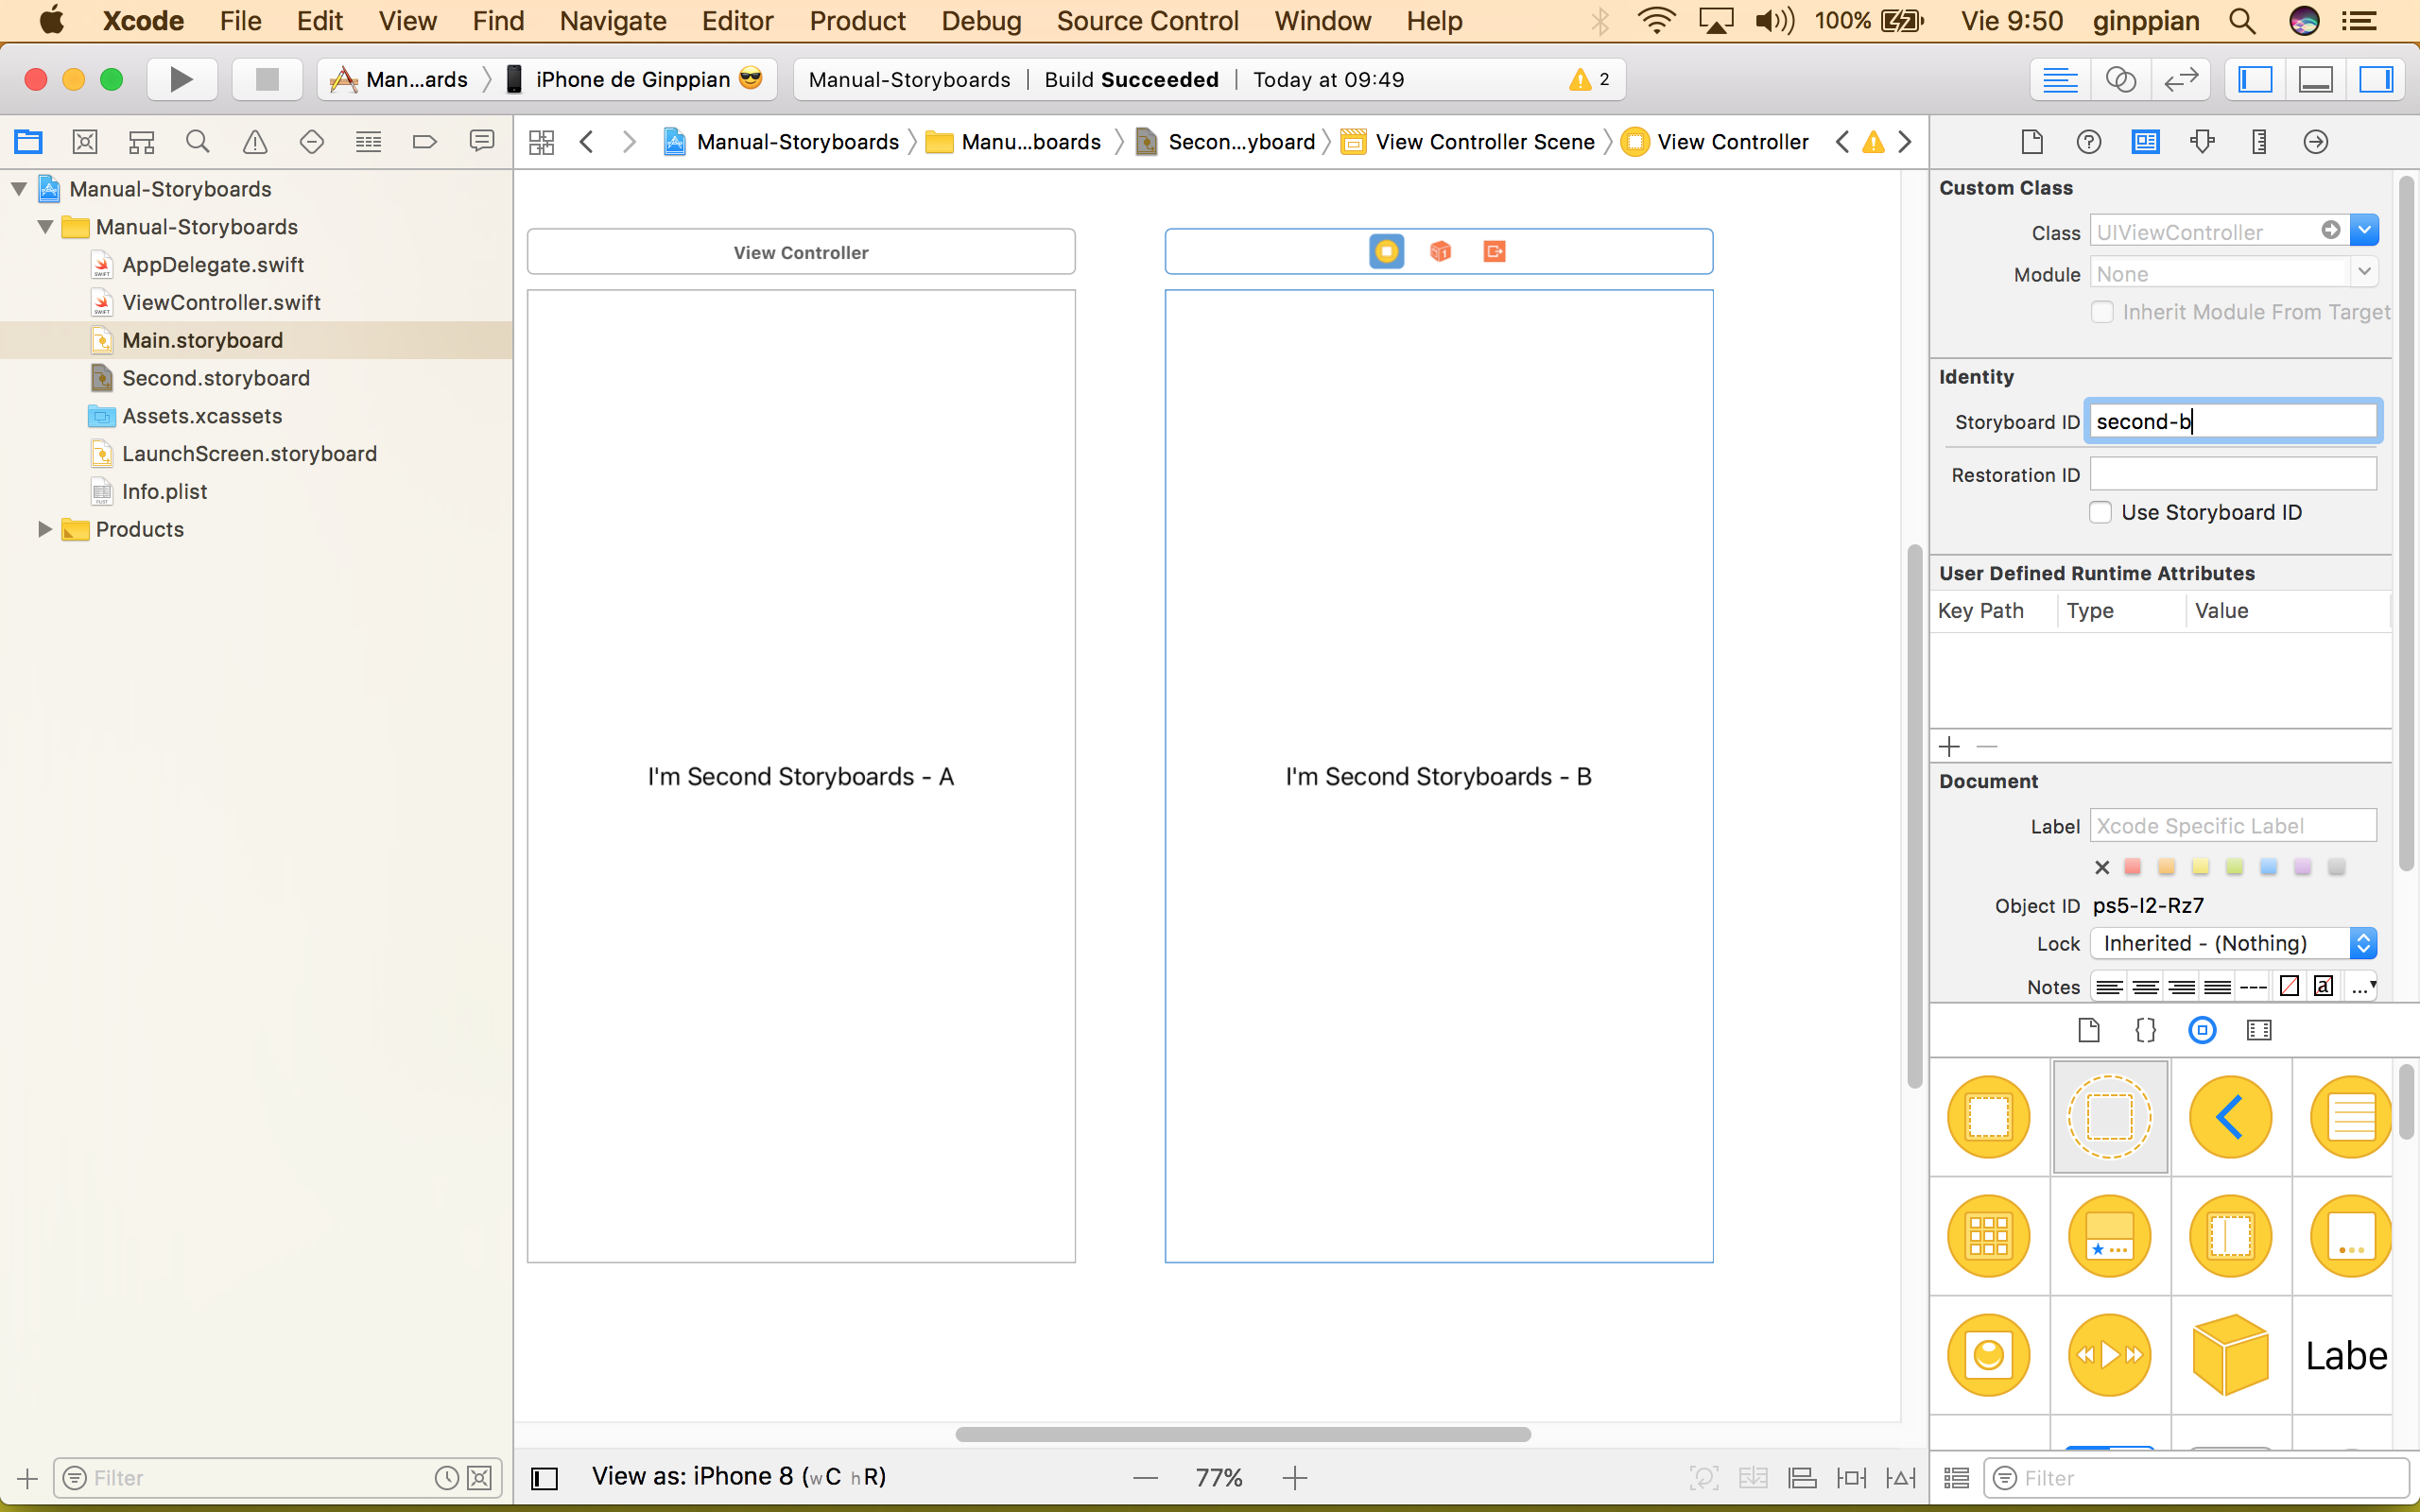 Xcode File Edit View Find Navigate Editor Product Debug Source Control Window Help 100% Vie 9:50 ginppian
Man...ards iPhone de Ginppian 😎 Manual-Storyboards | Build Succeeded | Today at 09:49 2
Manual-Storyboards Manu...boards Secon...yboard View Controller Scene View Controller
Manual-Storyboards
Manual-Storyboards
AppDelegate.swift
ViewController.swift
Main.storyboard
Second.storyboard
Assets.xcassets
LaunchScreen.storyboard
Info.plist
Products
Filter
View Controller
I'm Second Storyboards - A
I'm Second Storyboards - B
View as: iPhone 8 (wC hR)
77%
Custom Class
Class UIViewController
Module None
Inherit Module From Target
Identity
Storyboard ID second-b
Restoration ID
Use Storyboard ID
User Defined Runtime Attributes
Key Path Type Value
Document
Label Xcode Specific Label
Object ID ps5-I2-Rz7
Lock Inherited - (Nothing)
Notes
Labe
Filter